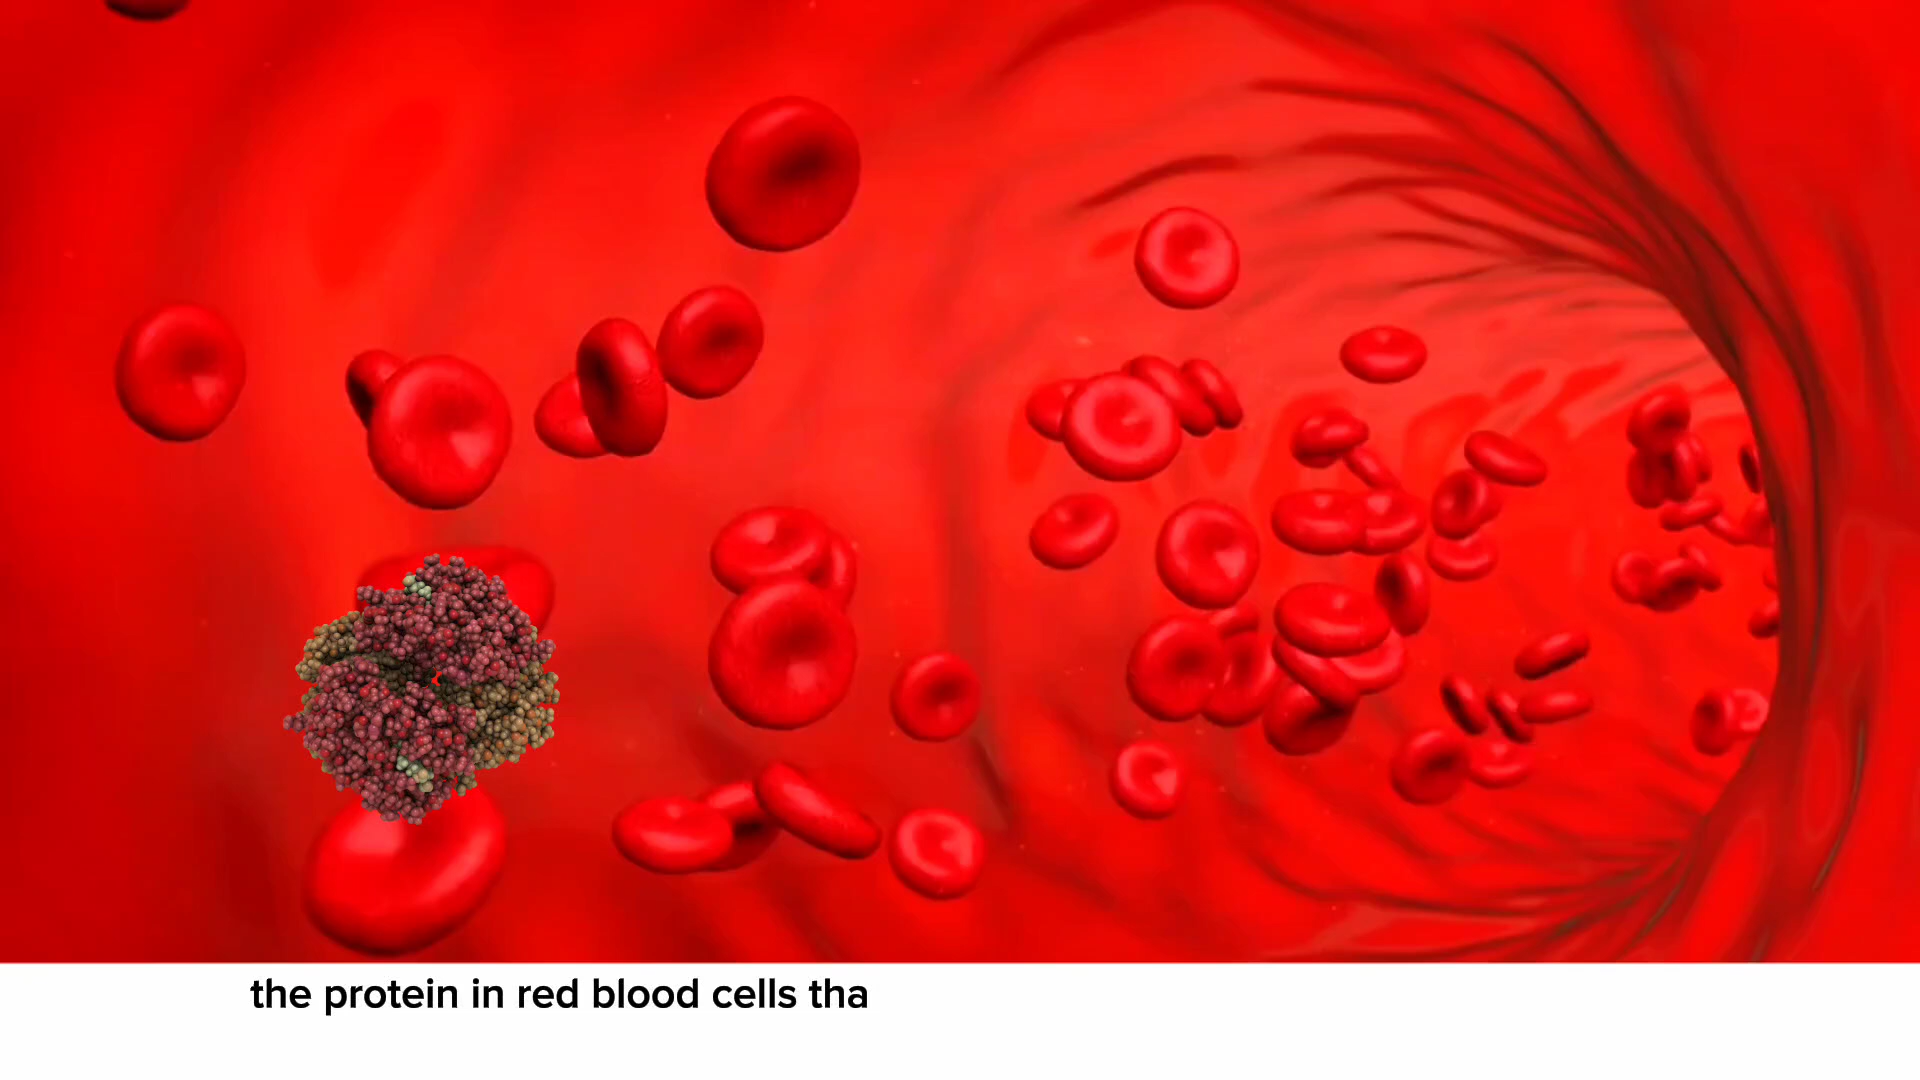 the protein in red blood cells tha